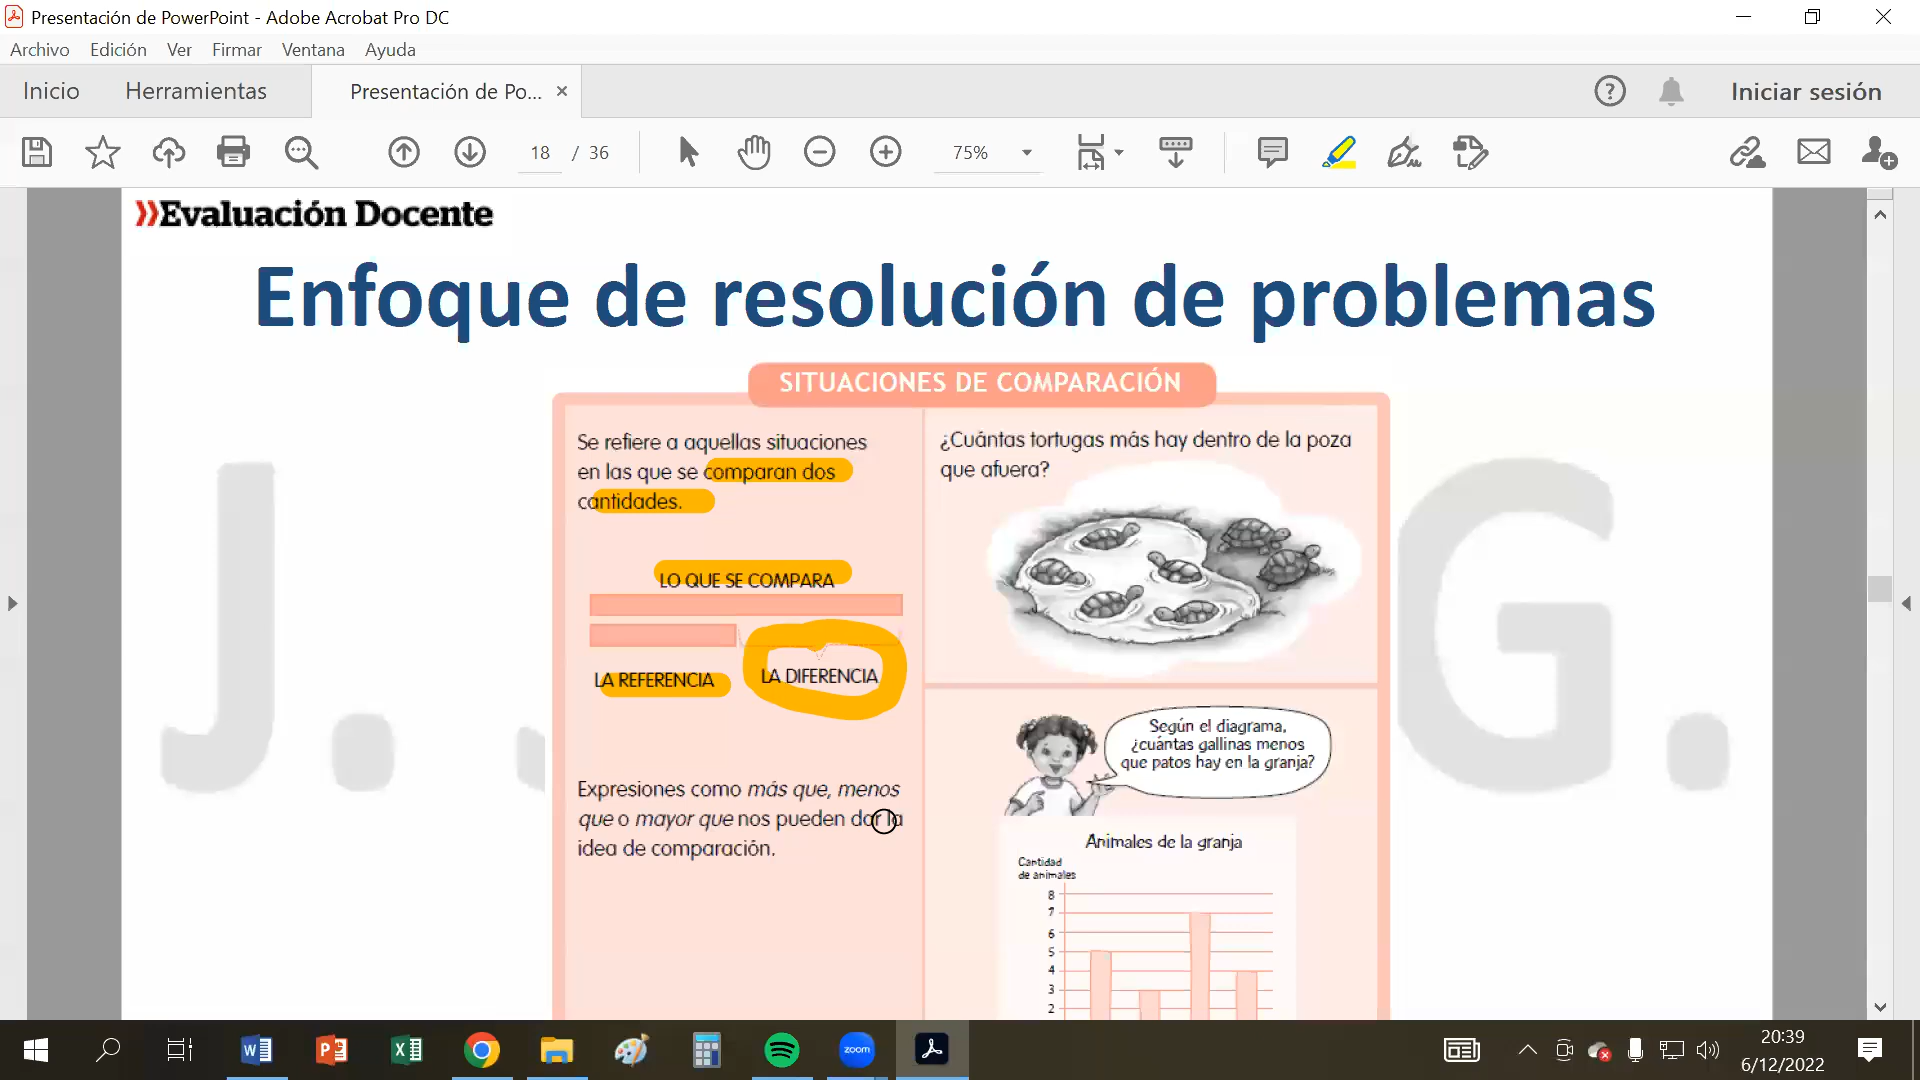 Presentación de PowerPoint - Adobe Acrobat Pro DC
Archivo Edición Ver Firmar Ventana Ayuda
Inicio Herramientas Presentación de Po... × Iniciar sesión
18 / 36 75%
Evaluación Docente
Enfoque de resolución de problemas
SITUACIONES DE COMPARACIÓN
Se refiere a aquellas situaciones
en las que se comparan dos
cantidades.
LO QUE SE COMPARA
LA REFERENCIA LA DIFERENCIA
Expresiones como más que, menos
que o mayor que nos pueden dar la
idea de comparación.
¿Cuántas tortugas más hay dentro de la poza
que afuera?
Según el diagrama,
¿cuántas gallinas menos
que patos hay en la granja?
Animales de la granja
Cantidad
de animales
8
7
6
5
4
3
2
J. J. G.
zoom
20:39
6/12/2022